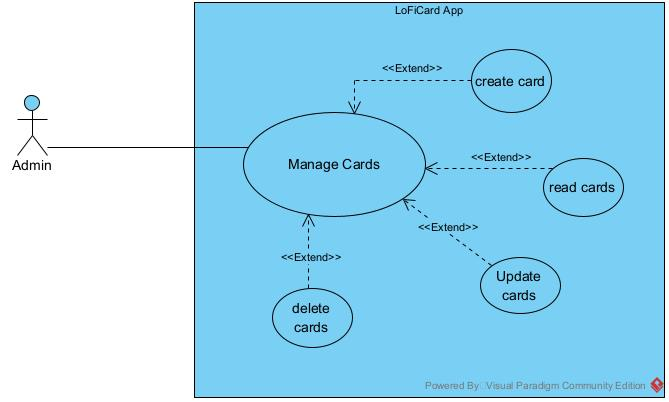 LoFiCard App
<<Extend>>
create card
Admin
Manage Cards
<<Extend>>
read cards
<<Extend>>
Update
cards
<<Extend>>
delete
cards
Powered By Visual Paradigm Community Edition